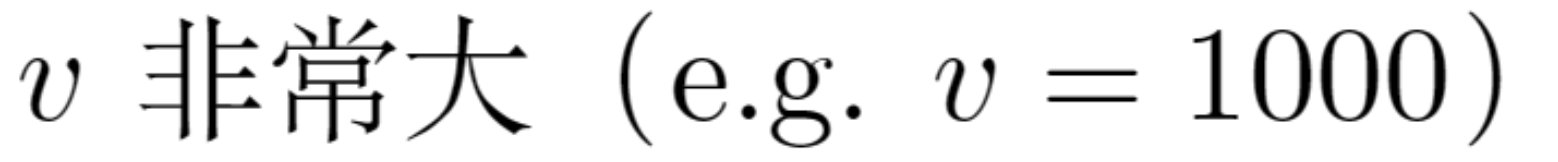 v 非常大 (e.g. v = 1000)